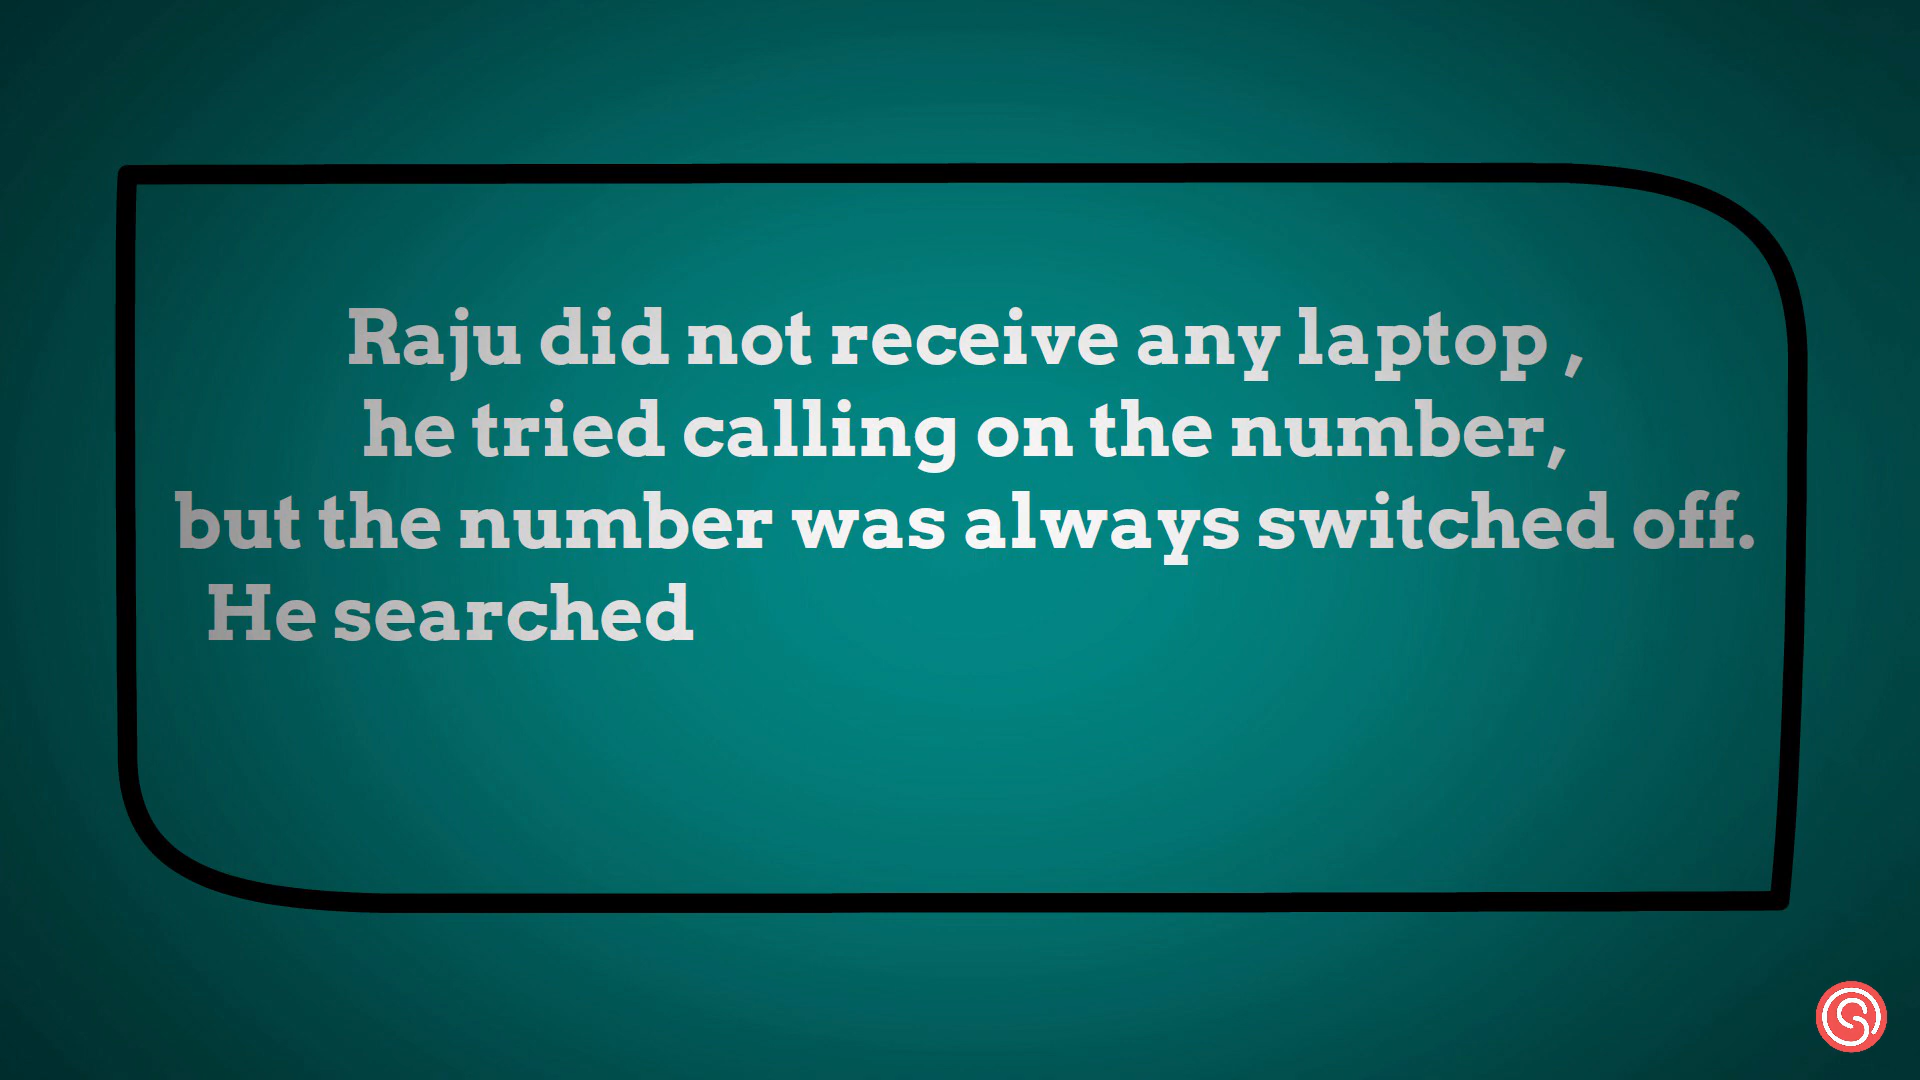 Raju did not receive any laptop ,
he tried calling on the number,
but the number was always switched off.
He searched